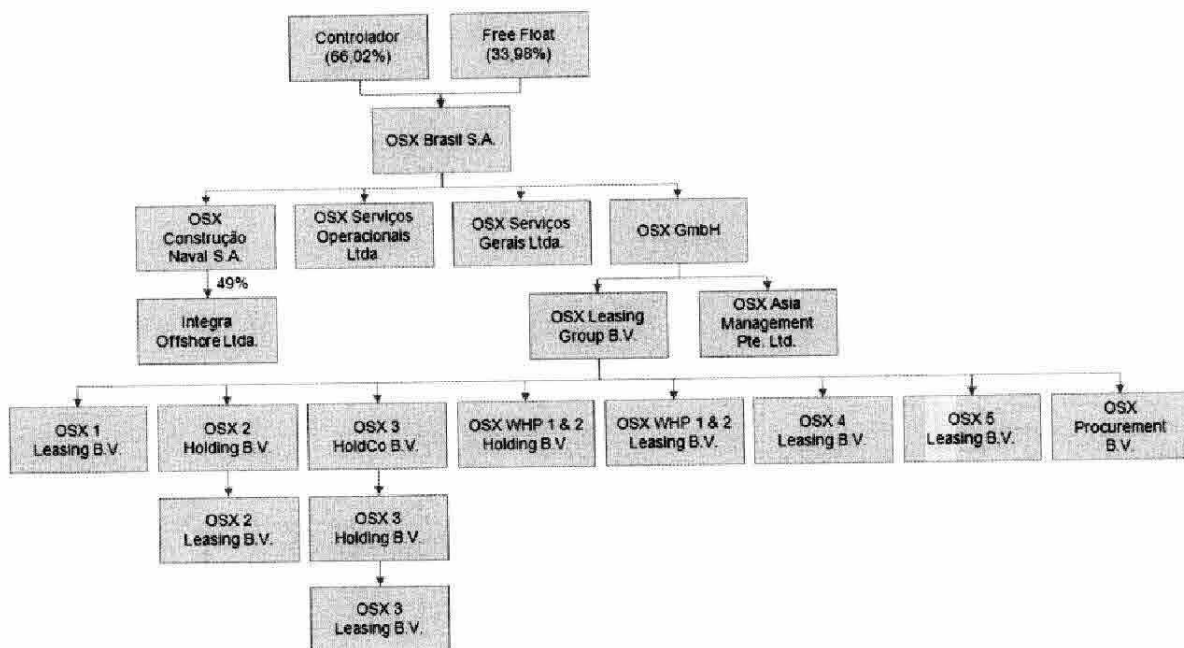 Controlador
(66,02%)
Free Float
(33,98%)
OSX Brasil S.A.
OSX
Construção
Naval S.A.
OSX Serviços
Operacionais
Ltda.
OSX Serviços
Gerais Ltda.
OSX GmbH
49%
Integra
Offshore Ltda.
OSX Leasing
Group B.V.
OSX Asia
Management
Pte. Ltd.
OSX 1
Leasing B.V.
OSX 2
Holding B.V.
OSX 3
HoldCo B.V.
OSX WHP 1 & 2
Holding B.V.
OSX WHP 1 & 2
Leasing B.V.
OSX 4
Leasing B.V.
OSX 5
Leasing B.V.
OSX
Procurement
B.V.
OSX 2
Leasing B.V.
OSX 3
Holding B.V.
OSX 3
Leasing B.V.